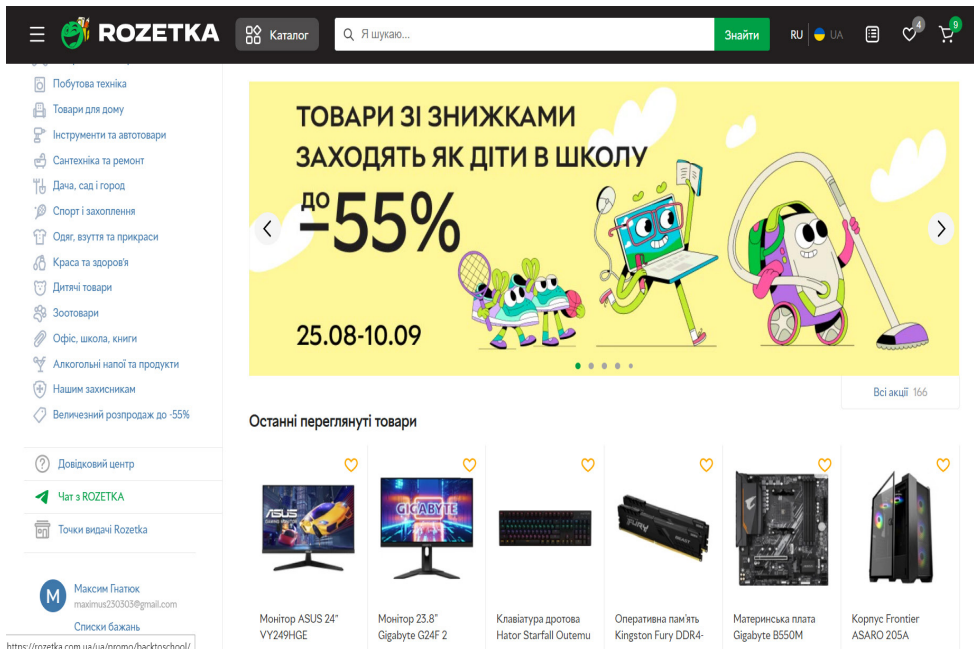 ROZETKA
Каталог
Я шукаю...
Знайти
RU
UA
4
9
Побутова техніка
Товари для дому
Інструменти та автотовари
Сантехніка та ремонт
Дача, сад і город
Спорт і захоплення
Одяг, взуття та прикраси
Краса та здоров'я
Дитячі товари
Зоотовари
Офіс, школа, книги
Алкогольні напої та продукти
Нашим захисникам
Величезний розпродаж до -55%
Довідковий центр
Чат з ROZETKA
Точки видачі Rozetka
M
Максим Гнатюк
maximus230303@gmail.com
Списки бажань
https://rozetka.com.ua/ua/promo/backtoschool/
ТОВАРИ ЗІ ЗНИЖКАМИ
ЗАХОДЯТЬ ЯК ДІТИ В ШКОЛУ
ДО
-55%
25.08-10.09
Всі акції 166
Останні переглянуті товари
ASUS
GIGABYTE
FURY
BEAST
Монітор ASUS 24"
VY249HGE
Монітор 23.8"
Gigabyte G24F 2
Клавіатура дротова
Hator Starfall Outemu
Оперативна пам'ять
Kingston Fury DDR4-
Материнська плата
Gigabyte B550M
Корпус Frontier
ASARO 205A